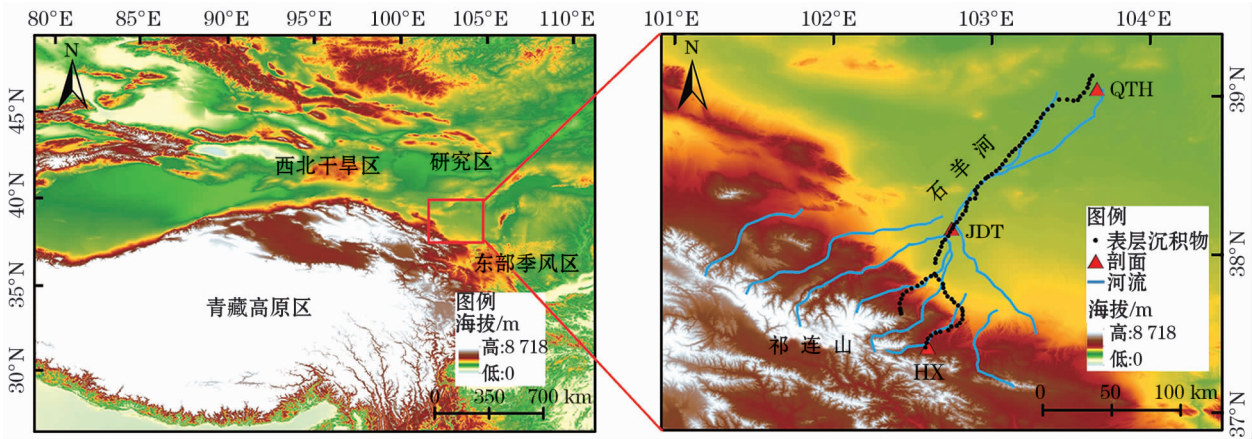 80°E 85°E 90°E 95°E 100°E 105°E 110°E
45°N
40°N
35°N
30°N
N
西北干旱区
研究区
东部季风区
青藏高原区
图例
海拔/m
高:8 718
低:0
0 350 700 km
101°E 102°E 103°E 104°E
39°N
38°N
37°N
N
QTH
石羊河
JDT
祁连山
HX
图例
表层沉积物
剖面
河流
海拔/m
高:8 718
低:0
0 50 100 km